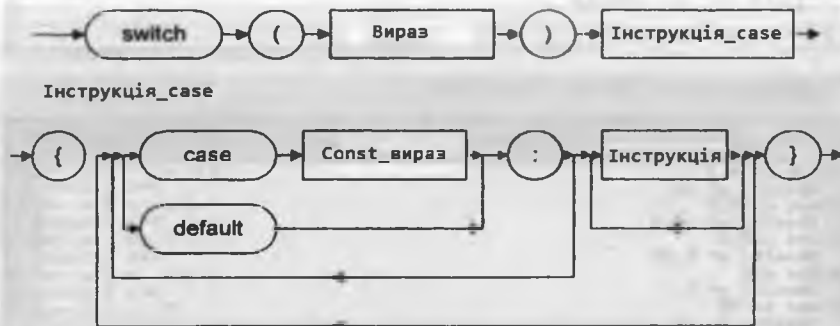 switch ( Вираз ) Інструкція_case
Інструкція_case
{ case Const_вираз : Інструкція }
default